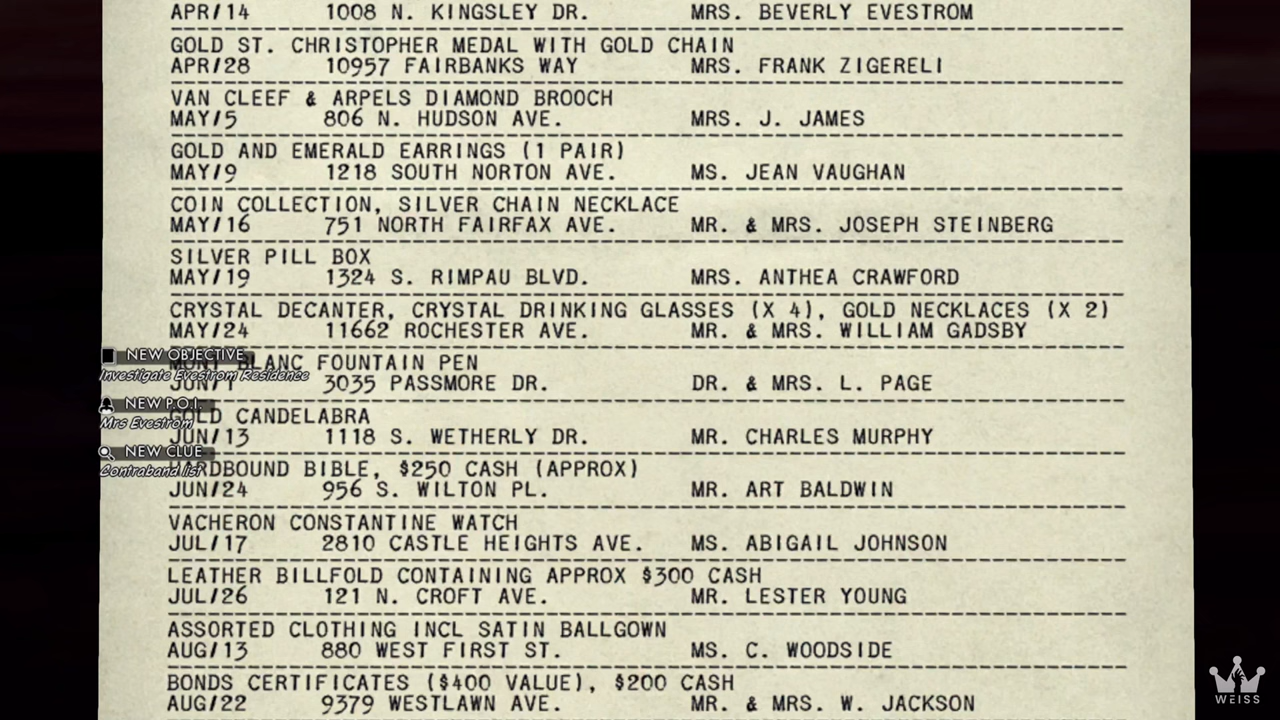 APR/14 1008 N. KINGSLEY DR. MRS. BEVERLY EVESTROM
GOLD ST. CHRISTOPHER MEDAL WITH GOLD CHAIN
APR/28 10957 FAIRBANKS WAY MRS. FRANK ZIGERELI
VAN CLEEF & ARPELS DIAMOND BROOCH
MAY/5 806 N. HUDSON AVE. MRS. J. JAMES
GOLD AND EMERALD EARRINGS (1 PAIR)
MAY/9 1218 SOUTH NORTON AVE. MS. JEAN VAUGHAN
COIN COLLECTION, SILVER CHAIN NECKLACE
MAY/16 751 NORTH FAIRFAX AVE. MR. & MRS. JOSEPH STEINBERG
SILVER PILL BOX
MAY/19 1324 S. RIMPAU BLVD. MRS. ANTHEA CRAWFORD
CRYSTAL DECANTER, CRYSTAL DRINKING GLASSES (X 4), GOLD NECKLACES (X 2)
MAY/24 11662 ROCHESTER AVE. MR. & MRS. WILLIAM GADSBY
NEW OBJECTIVE
MONT BLANC FOUNTAIN PEN
Investigate Evestrom Residence
JUN/1 3035 PASSMORE DR. DR. & MRS. L. PAGE
NEW P.O.I.
GOLD CANDELABRA
Mrs Evestrom
JUN/13 1118 S. WETHERLY DR. MR. CHARLES MURPHY
NEW CLUE
Contraband list
HARDBOUND BIBLE, $250 CASH (APPROX)
JUN/24 956 S. WILTON PL. MR. ART BALDWIN
VACHERON CONSTANTINE WATCH
JUL/17 2810 CASTLE HEIGHTS AVE. MS. ABIGAIL JOHNSON
LEATHER BILLFOLD CONTAINING APPROX $300 CASH
JUL/26 121 N. CROFT AVE. MR. LESTER YOUNG
ASSORTED CLOTHING INCL SATIN BALLGOWN
AUG/13 880 WEST FIRST ST. MS. C. WOODSIDE
BONDS CERTIFICATES ($400 VALUE), $200 CASH
AUG/22 9379 WESTLAWN AVE. MR. & MRS. W. JACKSON
WEISS